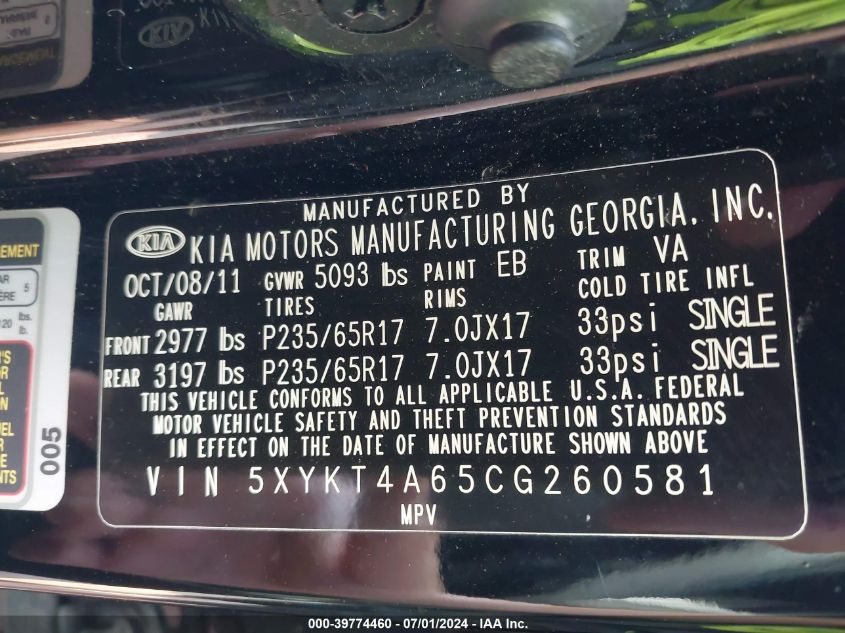 MANUFACTURED BY
KIA KIA MOTORS MANUFACTURING GEORGIA, INC.
OCT/08/11 GVWR 5093 lbs PAINT EB TRIM VA
GAWR TIRES RIMS COLD TIRE INFL
FRONT 2977 lbs P235/65R17 7.0JX17 33psi SINGLE
REAR 3197 lbs P235/65R17 7.0JX17 33psi SINGLE
THIS VEHICLE CONFORMS TO ALL APPLICABLE U.S.A. FEDERAL
MOTOR VEHICLE SAFETY AND THEFT PREVENTION STANDARDS
IN EFFECT ON THE DATE OF MANUFACTURE SHOWN ABOVE
VIN 5XYKT4A65CG260581
MPV
005
000-39774460 - 07/01/2024 - IAA Inc.